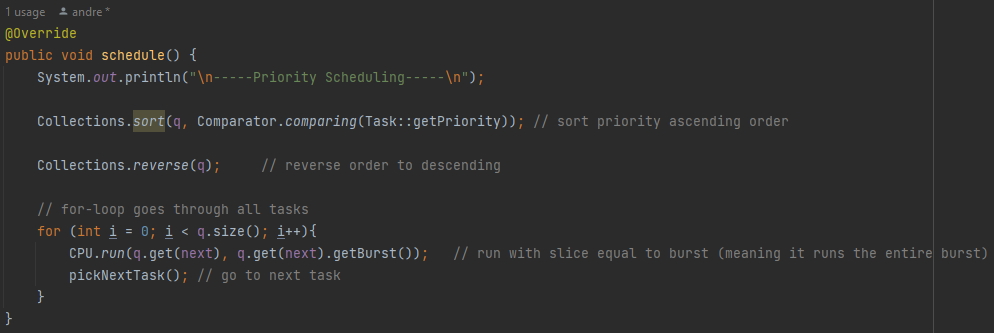 1 usage andre *
@Override
public void schedule() {
    System.out.println("\n-----Priority Scheduling-----\n");
    Collections.sort(q, Comparator.comparing(Task::getPriority)); // sort priority ascending order
    Collections.reverse(q);     // reverse order to descending
    // for-loop goes through all tasks
    for (int i = 0; i < q.size(); i++){
        CPU.run(q.get(next), q.get(next).getBurst());   // run with slice equal to burst (meaning it runs the entire burst)
        pickNextTask(); // go to next task
    }
}